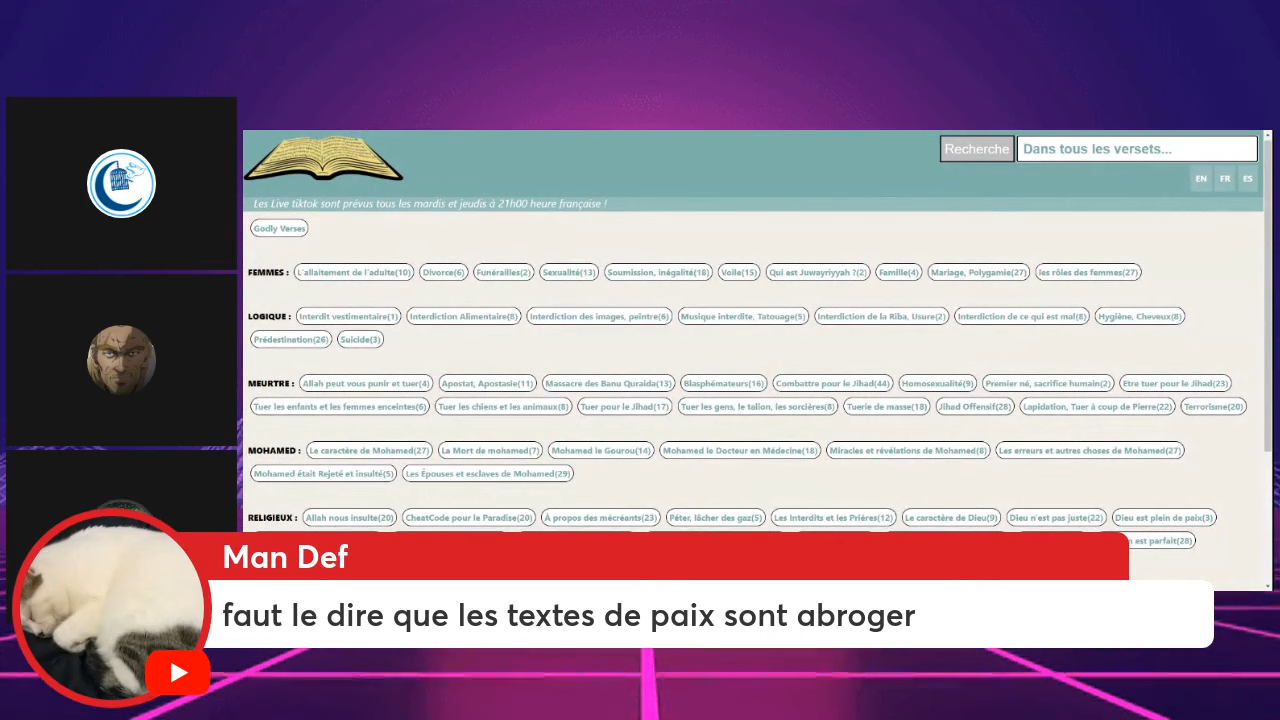 Recherche Dans tous les versets...
EN FR ES
Les Live tiktok sont prévus tous les mardis et jeudis à 21h00 heure française !
Godly Verses
FEMMES : L'allaitement de l'adulte(10) Divorce(6) Funérailles(2) Sexualité(13) Soumission, inégalité(18) Voile(15) Qui est Juwayriyyah ?(2) Famille(4) Mariage, Polygamie(27) les rôles des femmes(27)
LOGIQUE : Interdit vestimentaire(1) Interdiction Alimentaire(8) Interdiction des images, peintre(6) Musique interdite, Tatouage(5) Interdiction de la Riba, Usure(2) Interdiction de ce qui est mal(8) Hygiène, Cheveux(8)
Prédestination(26) Suicide(3)
MEURTRE : Allah peut vous punir et tuer(4) Apostat, Apostasie(11) Massacre des Banu Quraida(13) Blasphémateurs(16) Combattre pour le Jihad(44) Homosexualité(9) Premier né, sacrifice humain(2) Etre tuer pour le Jihad(23)
Tuer les enfants et les femmes enceintes(6) Tuer les chiens et les animaux(8) Tuer pour le Jihad(17) Tuer les gens, le talion, les sorcières(8) Tuerie de masse(18) Jihad Offensif(28) Lapidation, Tuer à coup de Pierre(22) Terrorisme(20)
MOHAMED : Le caractère de Mohamed(27) La Mort de mohamed(7) Mohamed le Gourou(14) Mohamed le Docteur en Médecine(18) Miracles et révélations de Mohamed(8) Les erreurs et autres choses de Mohamed(27)
Mohamed était Rejeté et insulté(5) Les Épouses et esclaves de Mohamed(29)
RELIGIEUX : Allah nous insulte(20) CheatCode pour le Paradise(20) À propos des mécréants(23) Péter, lâcher des gaz(5) Les Interdits et les Prières(12) Le caractère de Dieu(9) Dieu n'est pas juste(22) Dieu est plein de paix(3)
est parfait(28)
Man Def
faut le dire que les textes de paix sont abroger